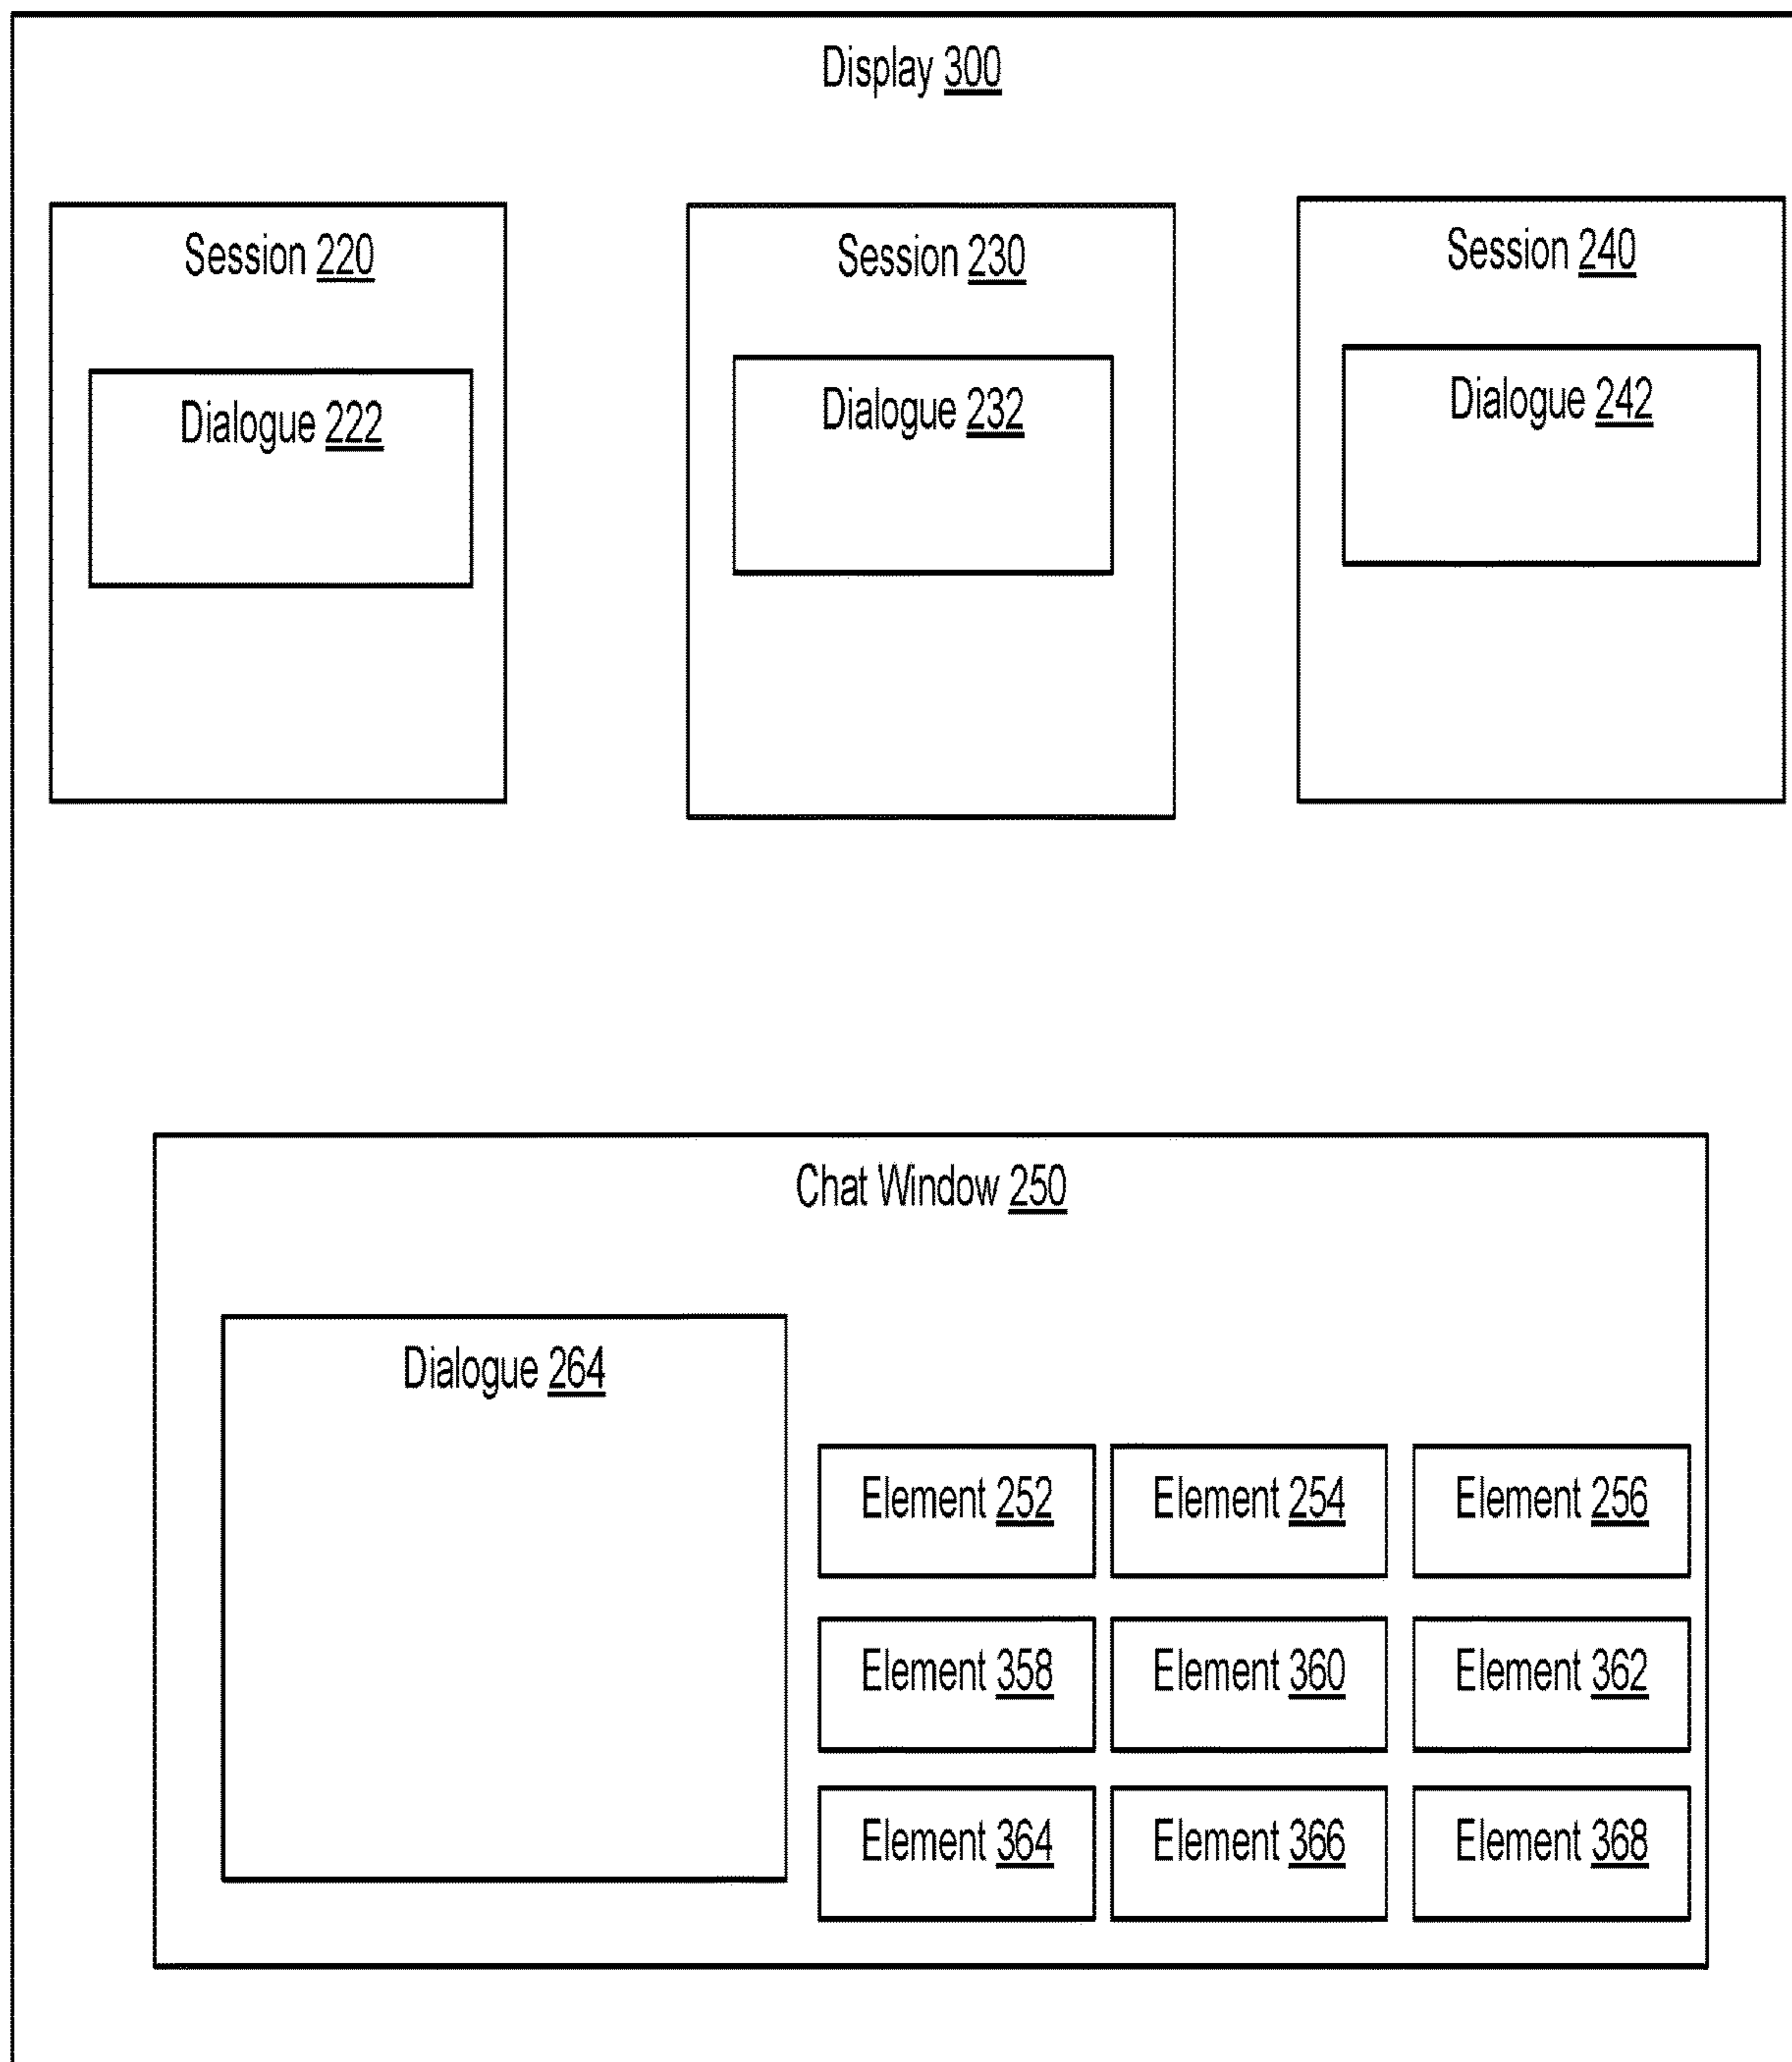 Display 300
Session 220
Session 230
Session 240
Dialogue 222
Dialogue 232
Dialogue 242
Chat Window 250
Dialogue 264
Element 252
Element 254
Element 256
Element 358
Element 360
Element 362
Element 364
Element 366
Element 368